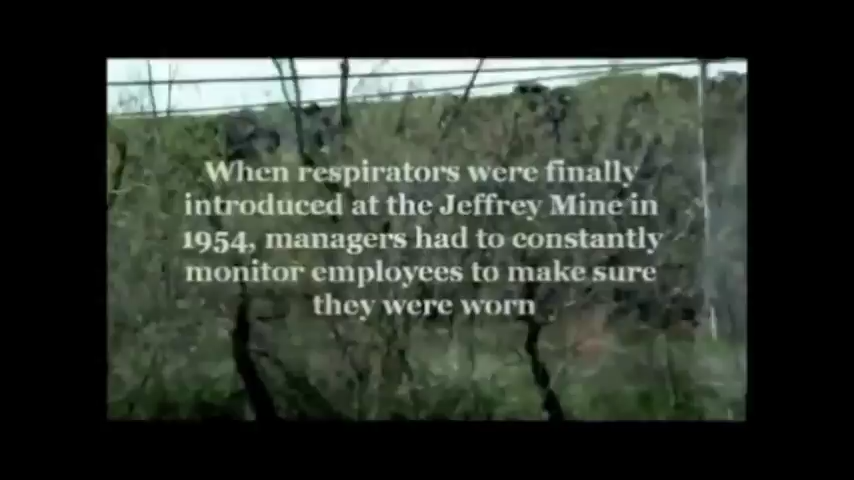 When respirators were finally
introduced at the Jeffrey Mine in
1954, managers had to constantly
monitor employees to make sure
they were worn